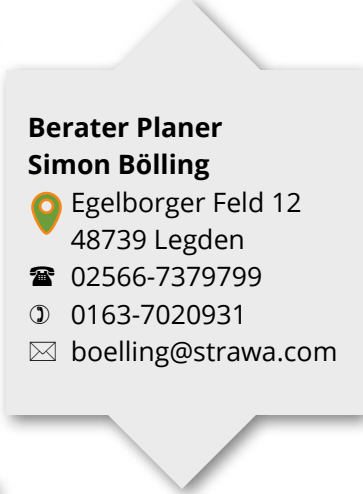 Berater Planer
Simon Bölling
Egelborger Feld 12
48739 Legden
02566-7379799
0163-7020931
boelling@strawa.com